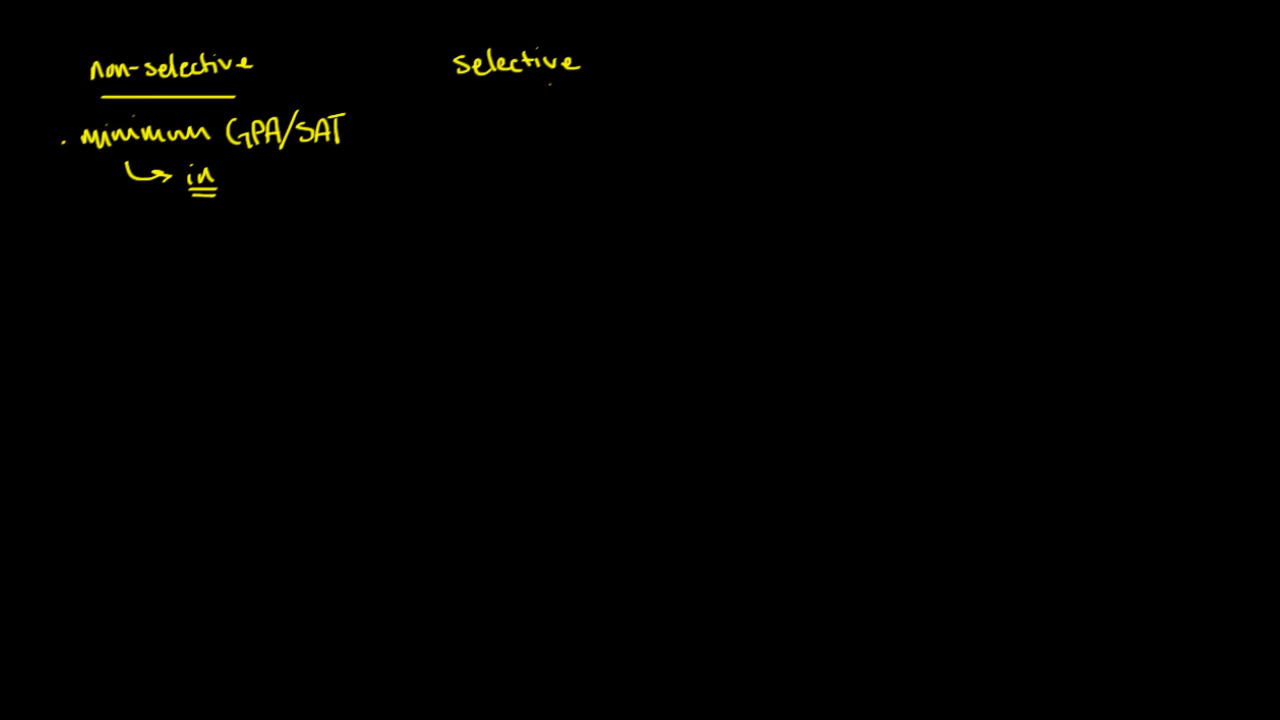 non-selective
selective
. minimum GPA/SAT
↳ in